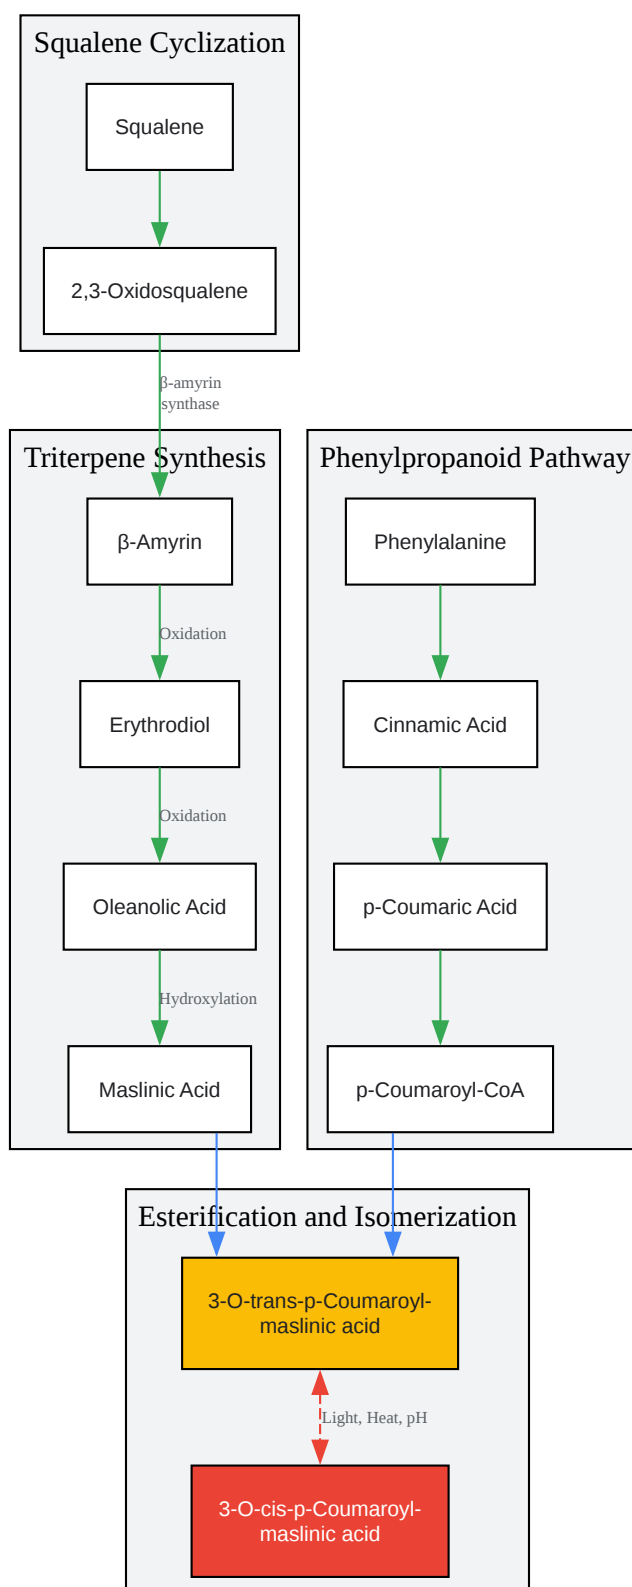 Squalene Cyclization
Squalene
2,3-Oxidosqualene
β-amyrin
synthase
Triterpene Synthesis
β-Amyrin
Oxidation
Erythrodiol
Oxidation
Oleanolic Acid
Hydroxylation
Maslinic Acid
Phenylpropanoid Pathway
Phenylalanine
Cinnamic Acid
p-Coumaric Acid
p-Coumaroyl-CoA
Esterification and Isomerization
3-O-trans-p-Coumaroyl-
maslinic acid
Light, Heat, pH
3-O-cis-p-Coumaroyl-
maslinic acid